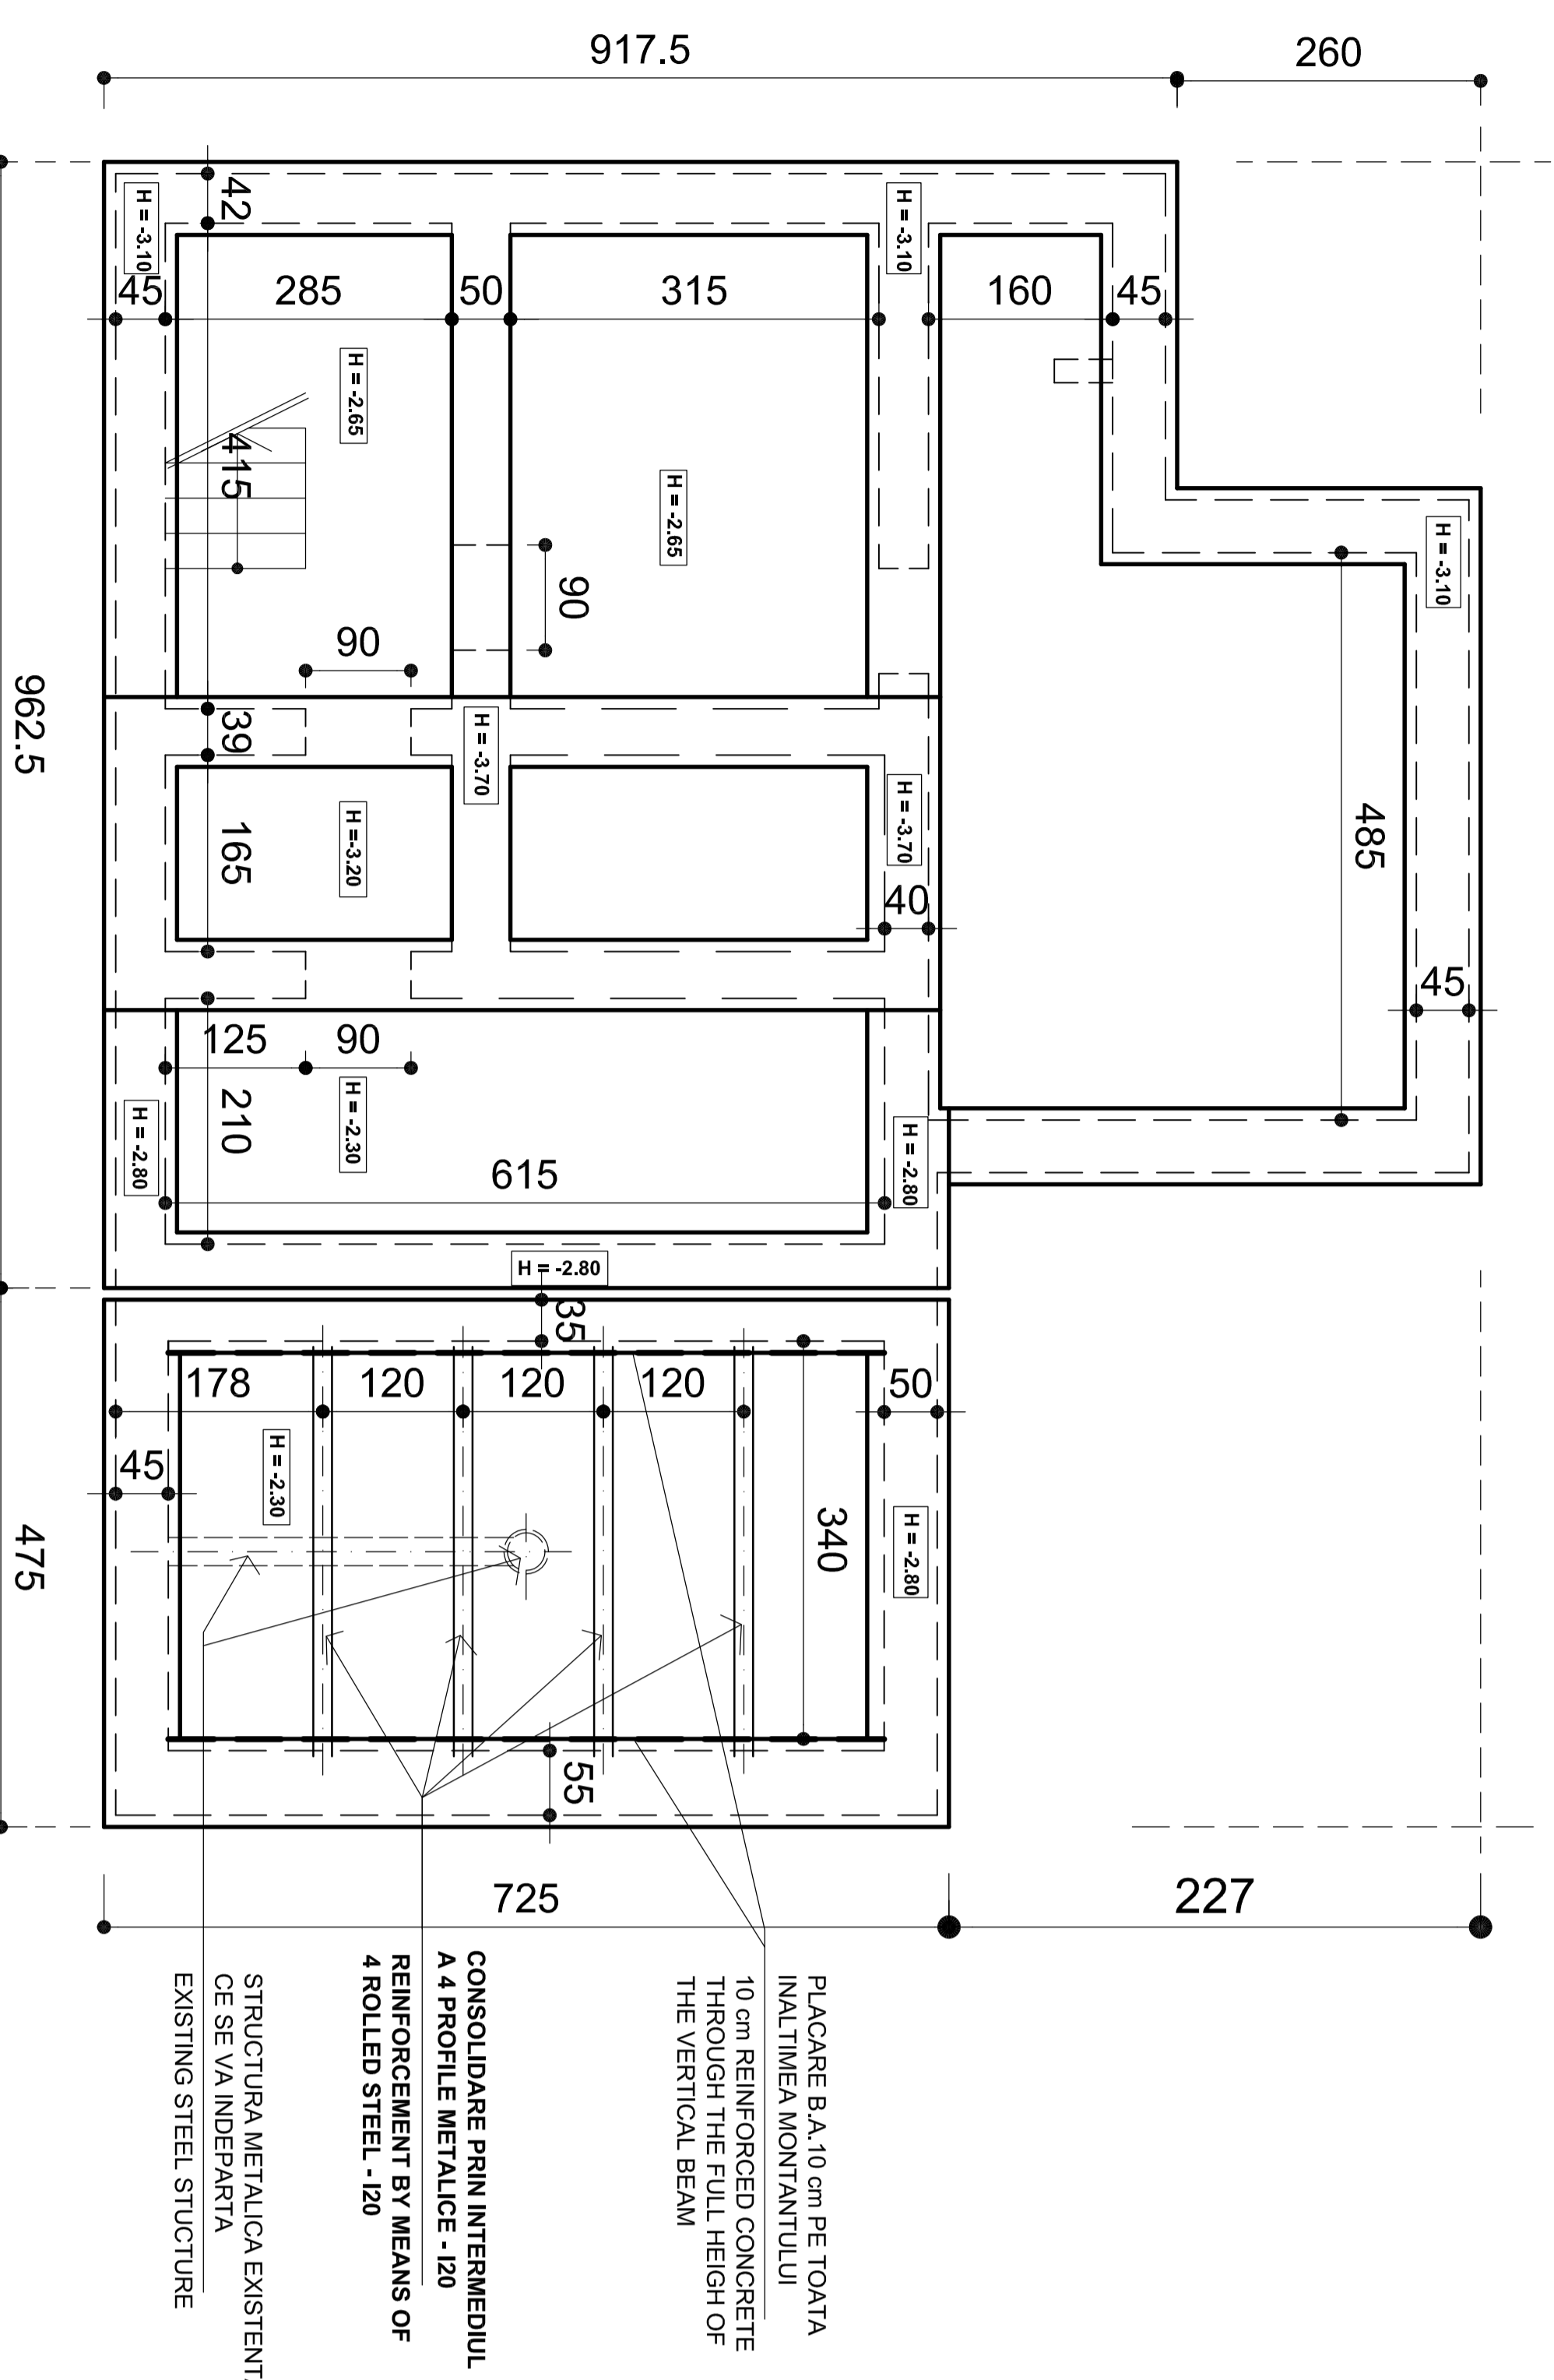 917.5
260
42
H = -3.10
H = -3.10
45
285
50
315
160
45
H = -2.65
415
H = -2.65
H = -3.10
90
90
962.5
39
H = -3.70
H = -3.70
485
165
H =-3.20
40
45
125
90
210
H = -2.30
H = -2.80
H = -2.80
615
H = -2.80
35
178
120
120
120
50
45
H = -2.30
340
H = -2.80
475
55
725
227
PLACARE B.A.10 cm PE TOATA
INALTIMEA MONTANTULUI
10 cm REINFORCED CONCRETE
THROUGH THE FULL HEIGH OF
THE VERTICAL BEAM
CONSOLIDARE PRIN INTERMEDIUL
A 4 PROFILE METALICE - I20
REINFORCEMENT BY MEANS OF
4 ROLLED STEEL - I20
STRUCTURA METALICA EXISTENT
CE SE VA INDEPARTA
EXISTING STEEL STUCTURE